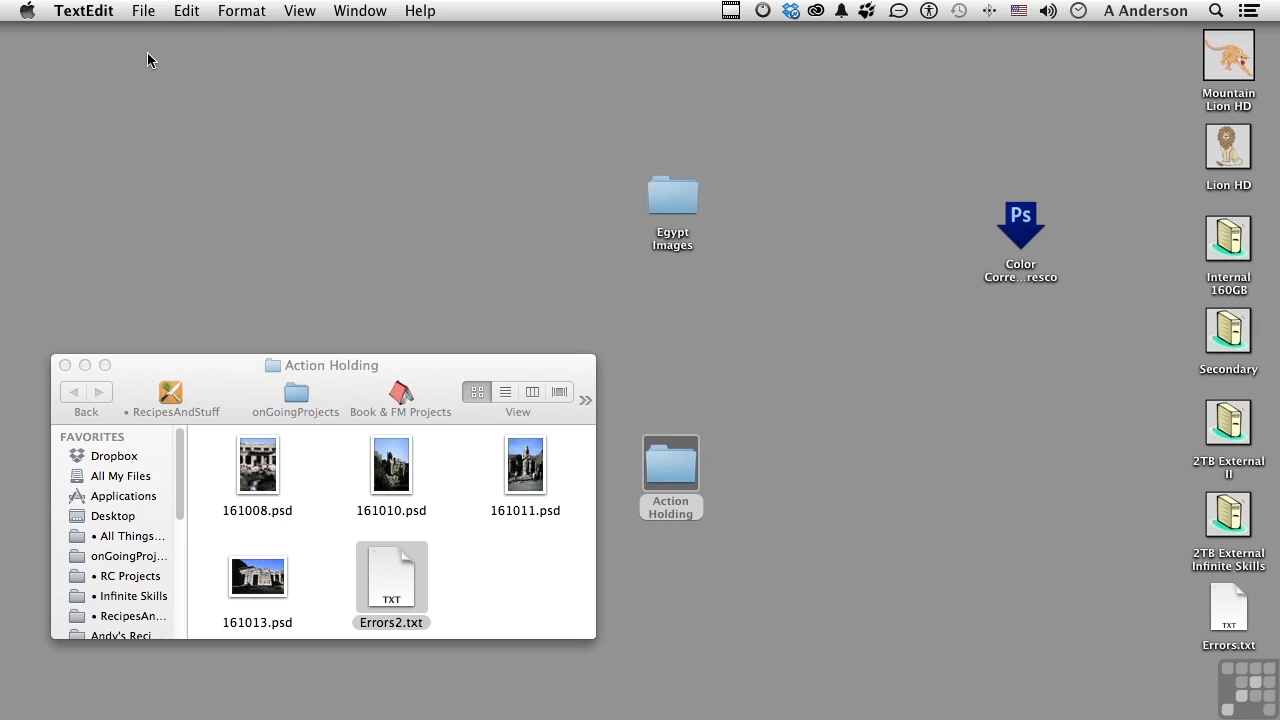 TextEdit File Edit Format View Window Help A Anderson
Mountain
Lion HD
Lion HD
Egypt
Images
Ps
Color
Corre...resco
Internal
160GB
Secondary
Action Holding
Back • RecipesAndStuff onGoingProjects Book & FM Projects View
FAVORITES
Dropbox
All My Files
Applications
Desktop
• All Things...
onGoingProj...
• RC Projects
• Infinite Skills
• RecipesAn...
Andy's Reci...
161008.psd 161010.psd 161011.psd
TXT
161013.psd Errors2.txt
Action
Holding
2TB External
II
2TB External
Infinite Skills
TXT
Errors.txt